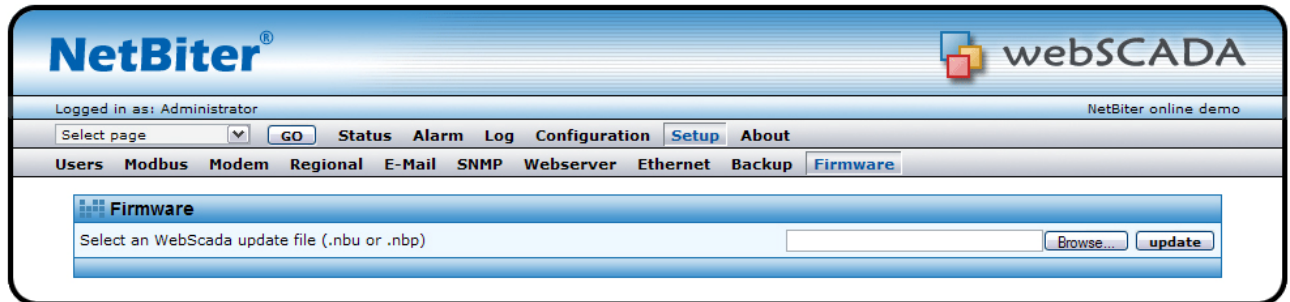 NetBiter® webSCADA
Logged in as: Administrator NetBiter online demo
Select page GO Status Alarm Log Configuration Setup About
Users Modbus Modem Regional E-Mail SNMP Webserver Ethernet Backup Firmware
Firmware
Select an WebScada update file (.nbu or .nbp) Browse... update